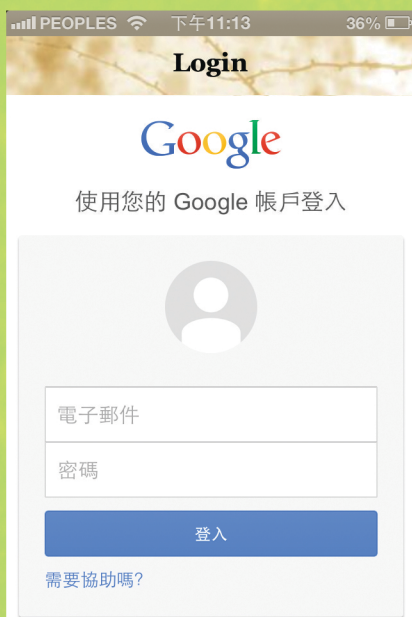 PEOPLES 下午11:13 36%
Login
Google
使用您的 Google 帳戶登入
電子郵件
密碼
登入
需要協助嗎?